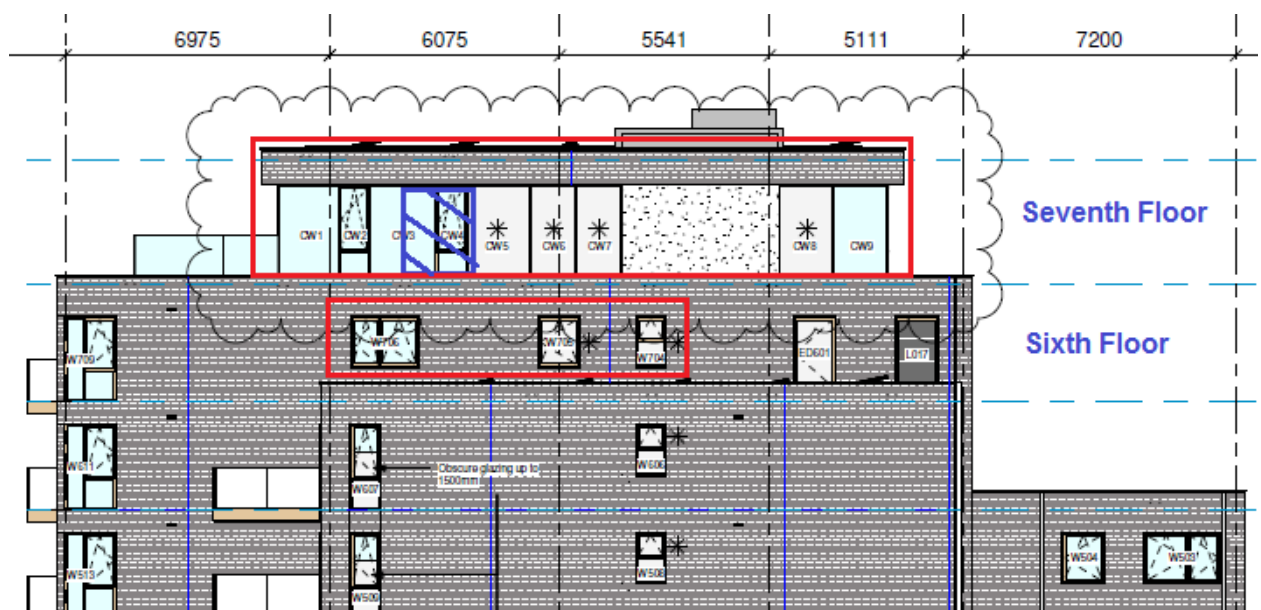 6975 6075 5541 5111 7200
Seventh Floor
CW1 CW2 CW3 CW4 CW5 CW6 CW7 CW8 CW9
Sixth Floor
W709 W706 W705 W704 ED601 L017
W611 W607 Obscure glazing up to W606
1500mm
W513 W509 W508 W504 W503